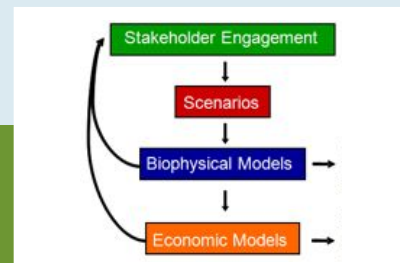 Stakeholder Engagement
Scenarios
Biophysical Models
Economic Models